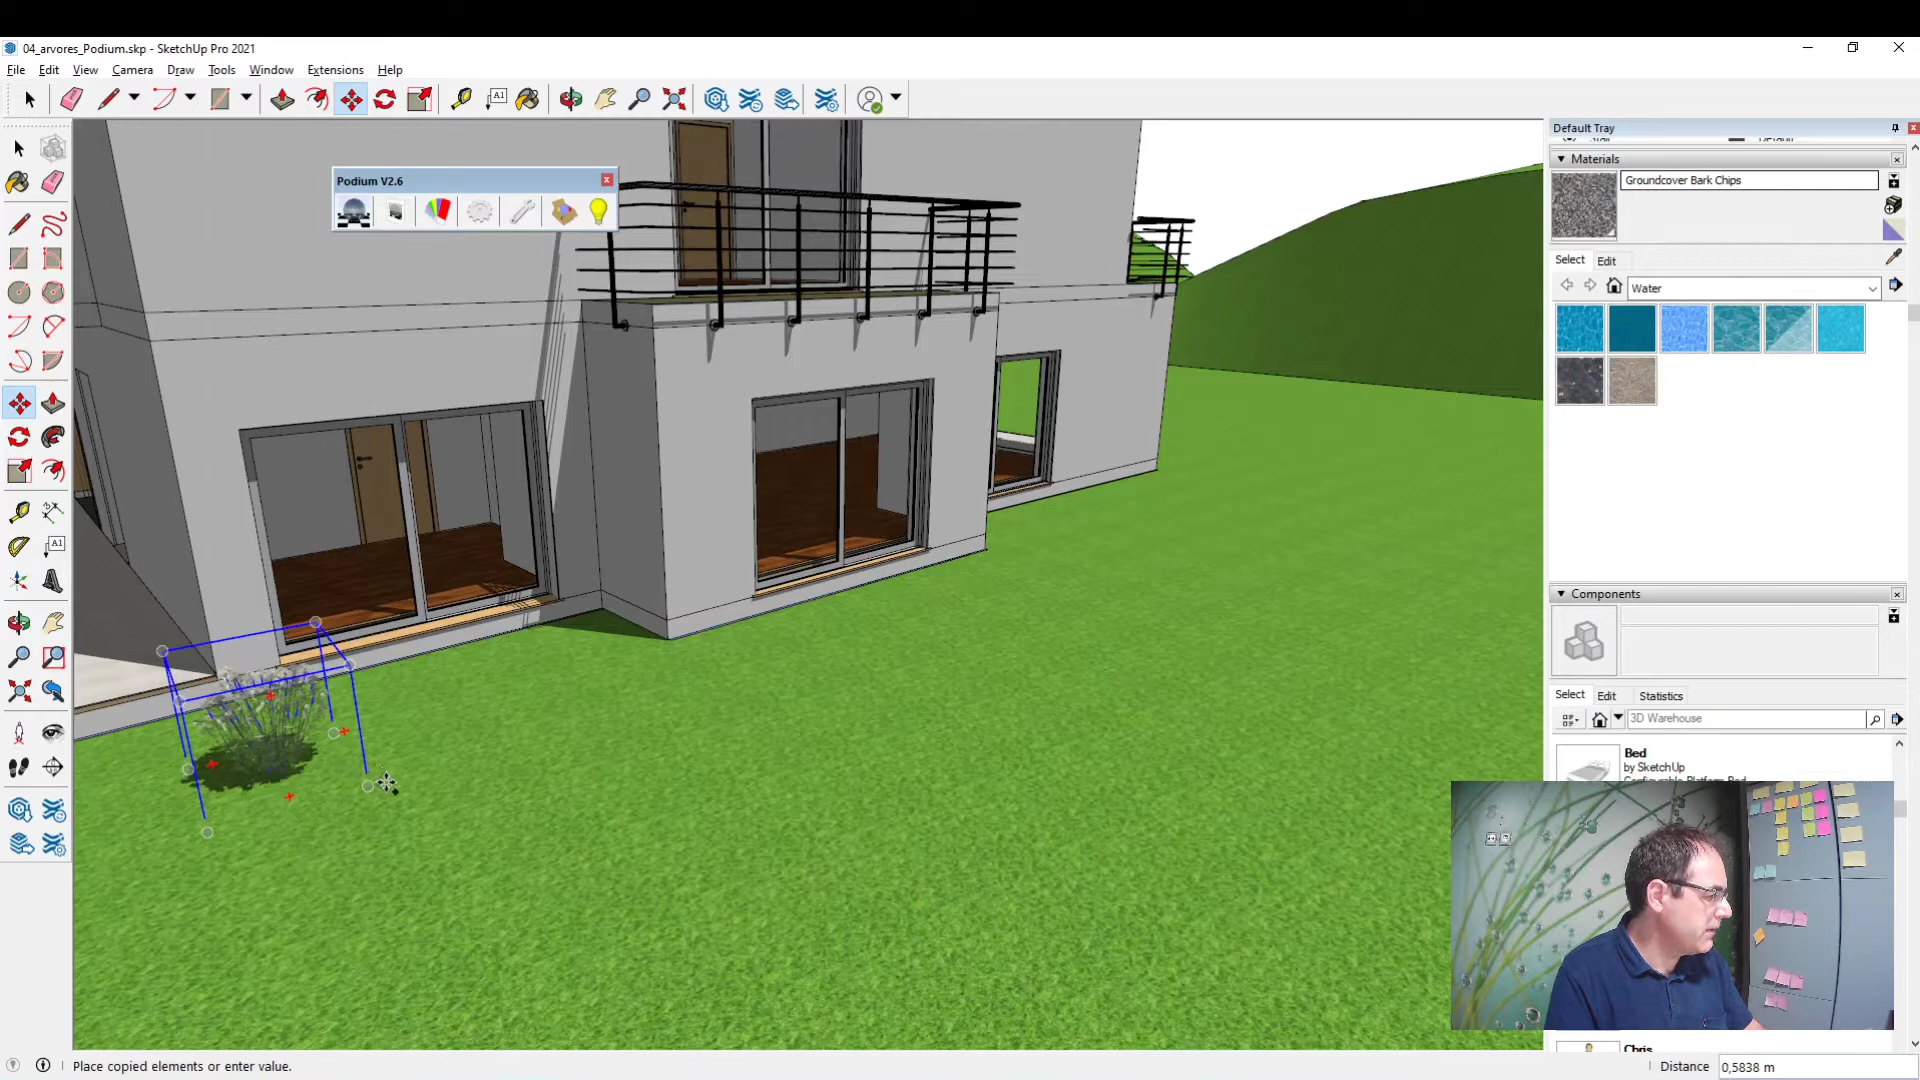 04_arvores_Podium.skp - SketchUp Pro 2021
File Edit View Camera Draw Tools Window Extensions Help
A1
Default Tray
Materials
Podium V2.6
Groundcover Bark Chips
Select Edit
Water
A1
Components
Select Edit Statistics
3D Warehouse
Bed
by SketchUp
Place copied elements or enter value.
Distance 0,5838 m